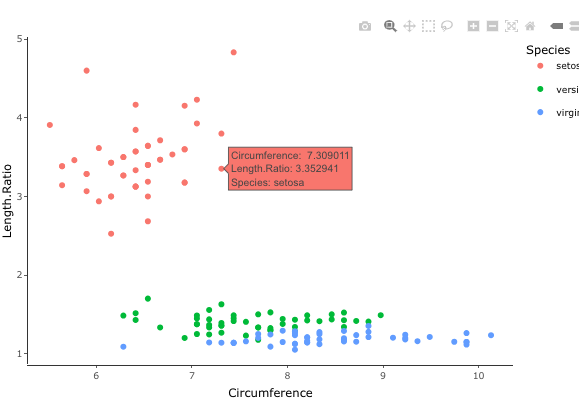 Species
setos
versi
virgin
5
4
3
2
1
Length.Ratio
Circumference: 7.309011
Length.Ratio: 3.352941
Species: setosa
6 7 8 9 10
Circumference